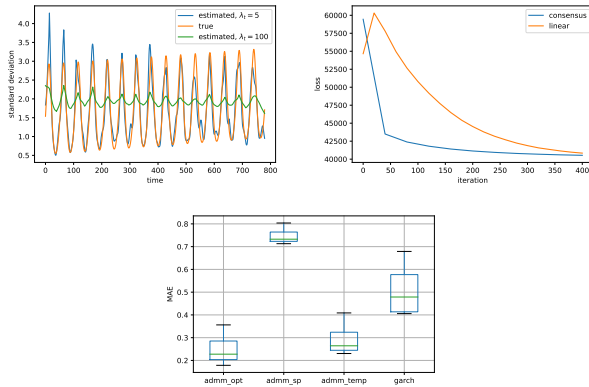 standard deviation
4.0
3.5
3.0
2.5
2.0
1.5
1.0
0.5
0 100 200 300 400 500 600 700 800
time
estimated, λt = 5
true
estimated, λt = 100
loss
60000
57500
55000
52500
50000
47500
45000
42500
40000
0 50 100 150 200 250 300 350 400
iteration
consensus
linear
MAE
0.8
0.7
0.6
0.5
0.4
0.3
0.2
admm_opt admm_sp admm_temp garch